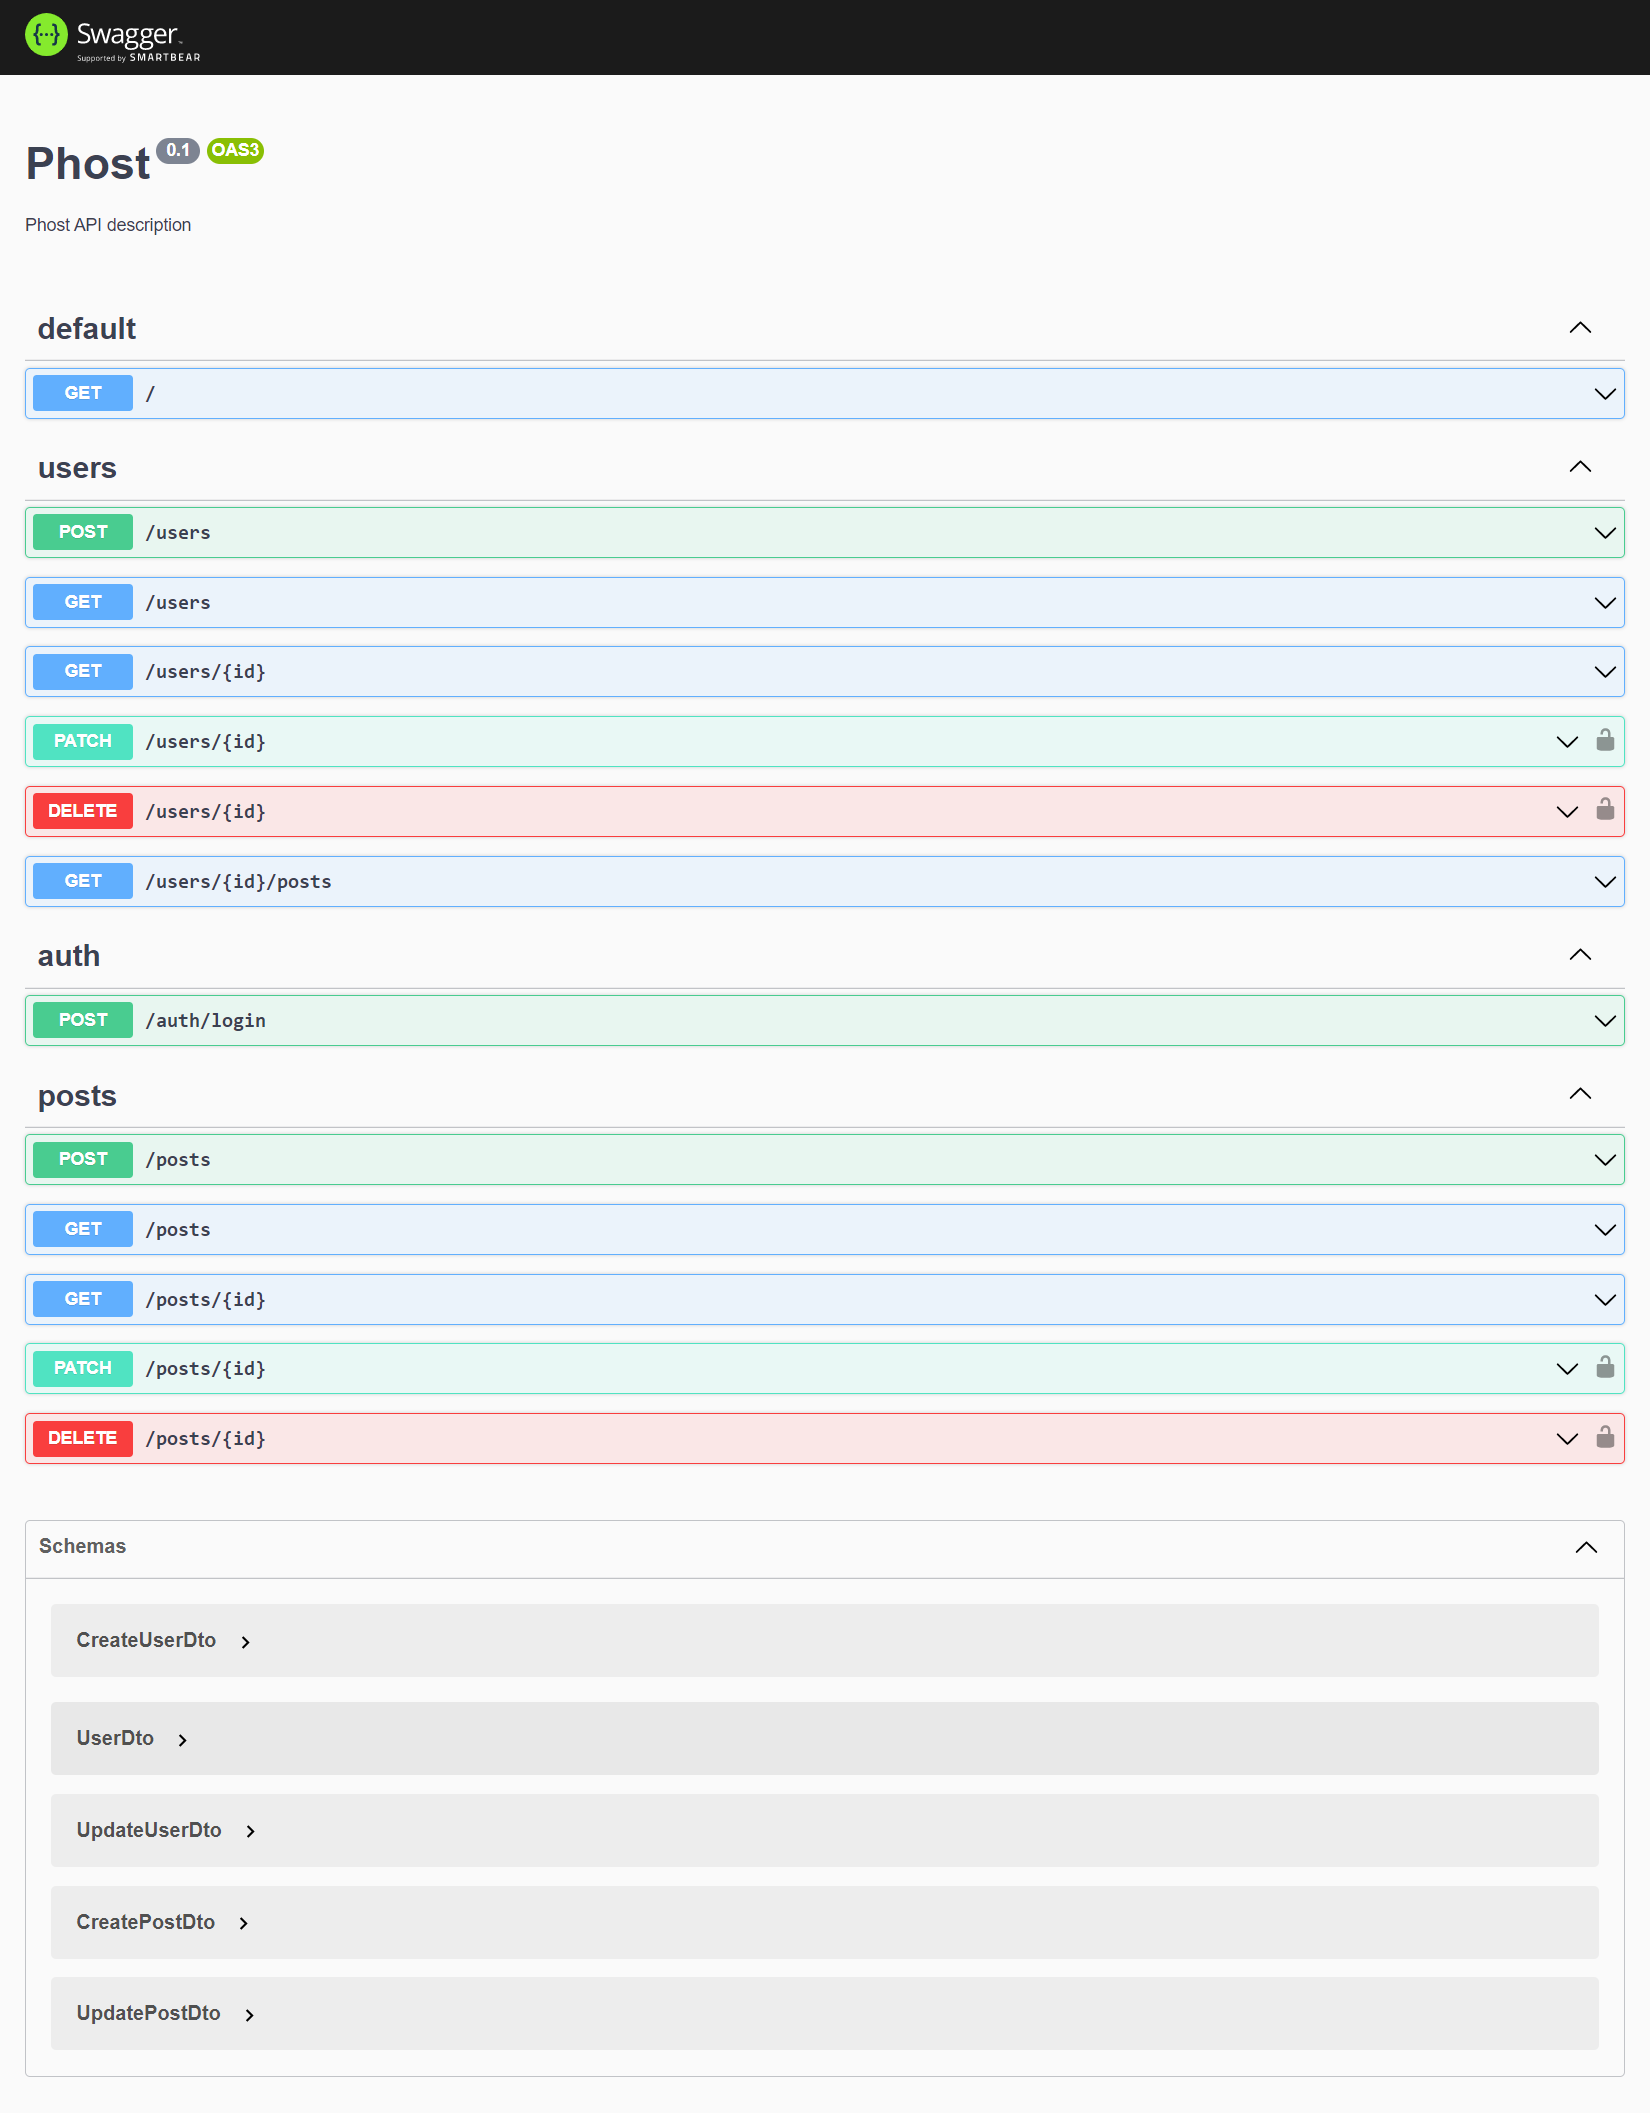 Swagger
Supported by SMARTBEAR
Phost 0.1 OAS3
Phost API description
default
GET /
users
POST /users
GET /users
GET /users/{id}
PATCH /users/{id}
DELETE /users/{id}
GET /users/{id}/posts
auth
POST /auth/login
posts
POST /posts
GET /posts
GET /posts/{id}
PATCH /posts/{id}
DELETE /posts/{id}
Schemas
CreateUserDto
UserDto
UpdateUserDto
CreatePostDto
UpdatePostDto